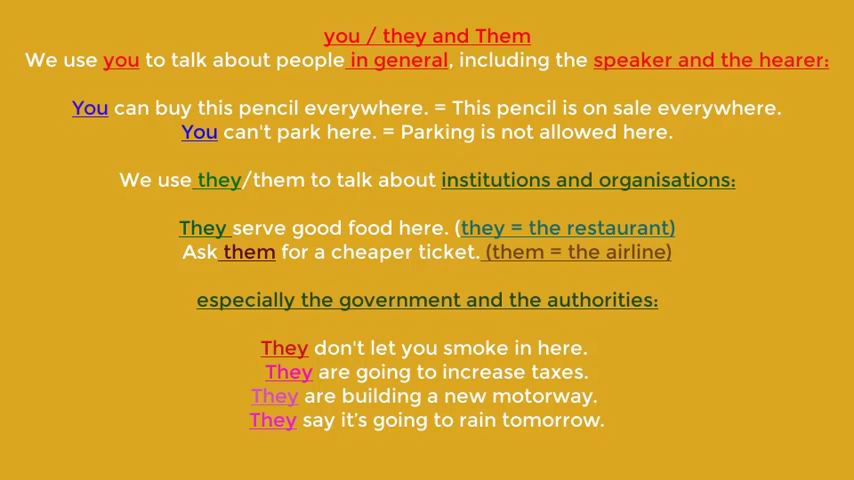 you / they and Them
We use you to talk about people in general, including the speaker and the hearer:
You can buy this pencil everywhere. = This pencil is on sale everywhere.
You can't park here. = Parking is not allowed here.
We use they/them to talk about institutions and organisations:
They serve good food here. (they = the restaurant)
Ask them for a cheaper ticket. (them = the airline)
especially the government and the authorities:
They don't let you smoke in here.
They are going to increase taxes.
They are building a new motorway.
They say it’s going to rain tomorrow.